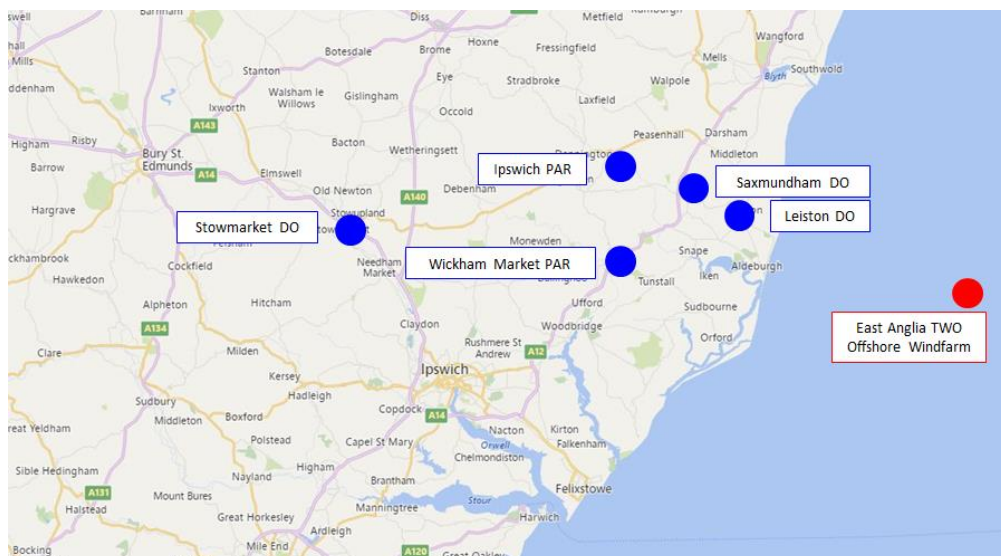 Diss
Metfield
Rumburgh
Barnham
Hoxne
Wangford
Botesdale
Brome
Fressingfield
Mells
Mills
Stanton
Eye
Stradbroke
Walpole
Blyth
Southwold
Walsham le
Willows
Gislingham
Laxfield
Ixworth
Occold
A143
Bacton
Wetheringsett
Peasenhall
Darsham
Higham
Risby
Middleton
Barrow
Bury St.
Edmunds
A14
Elmswell
Ipswich PAR
Old Newton
A140
Debenham
Saxmundham DO
Hargrave
Stowupland
Leiston DO
Stowmarket DO
Monewden
Snape
Wickham Market PAR
Aldeburgh
Needham
Market
Iken
Hawkedon
Cockfield
Tunstall
Hitcham
Ufford
Sudbourne
Alpheton
Claydon
Woodbridge
Orford
East Anglia TWO
Offshore Windfarm
A134
Clare
Milden
Rushmere St
Andrew
A12
Kersey
Ipswich
Hadleigh
Sudbury
Copdock
A14
Middleton
Boxford
Nacton
Kirton
Polstead
Capel St Mary
Orwell
Falkenham
Chelmondiston
Sible Hedingham
Higham
Nayland
Brantham
Felixstowe
A131
Mount Bures
Stour
Halstead
Manningtree
Great Horkesley
Harwich
Ardleigh
Bocking
Mile End
A120
Great Oakley